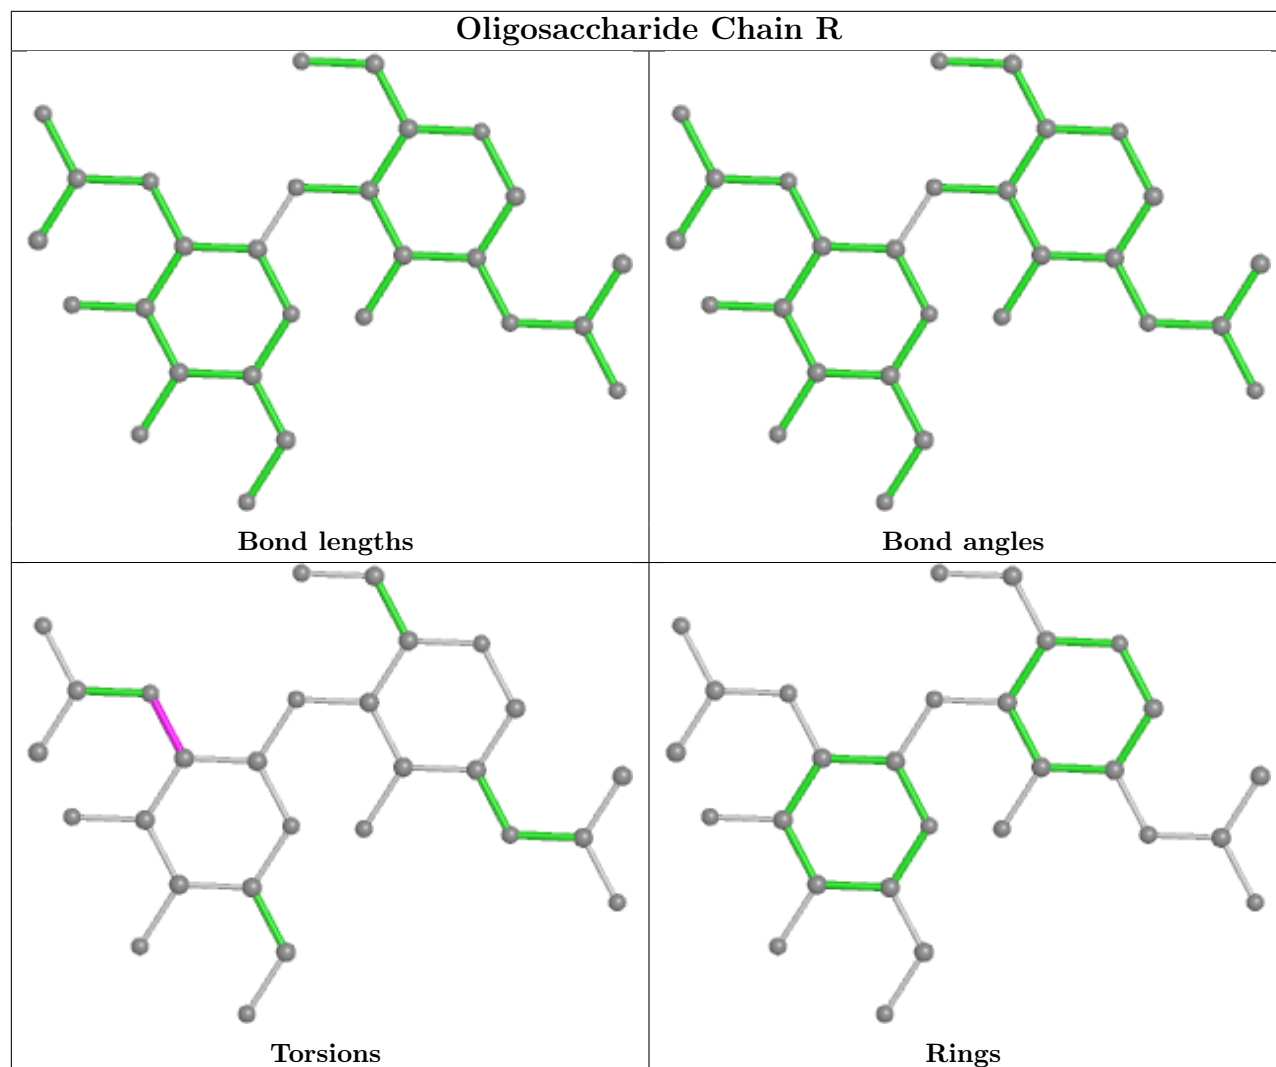 Oligosaccharide Chain R
Bond lengths
Bond angles
Torsions
Rings